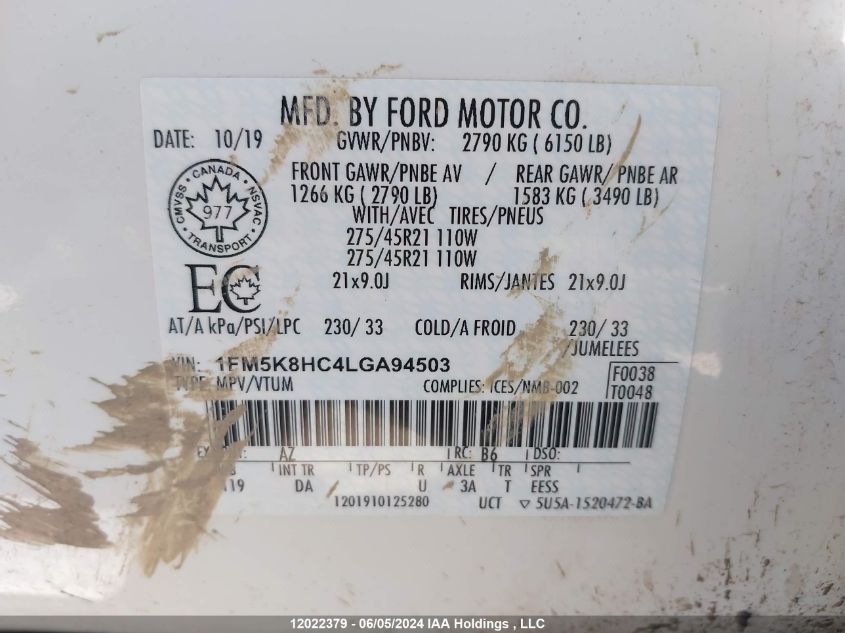 MFD. BY FORD MOTOR CO.
DATE: 10/19 GVWR/PNBV: 2790 KG ( 6150 LB)
FRONT GAWR/PNBE AV / REAR GAWR/ PNBE AR
1266 KG ( 2790 LB) 1583 KG ( 3490 LB)
WITH/AVEC TIRES/PNEUS
275/45R21 110W
275/45R21 110W
21x9.0J RIMS/JANTES 21x9.0J
CANADA
CMVSS NSVAC
977
TRANSPORT
EC
AT/A kPa/PSI/LPC 230/ 33 COLD/A FROID 230/ 33
/JUMELEES
VIN: 1FM5K8HC4LGA94503
TYPE: MPV/VTUM COMPLIES: ICES/NMB-002
F0038
T0048
AZ RC: B6 DSO:
INT TR TP/PS R AXLE TR SPR
DA U 3A T EESS
1201910125280 UCT ▽ 5U5A-1520472-BA
12022379 - 06/05/2024 IAA Holdings , LLC